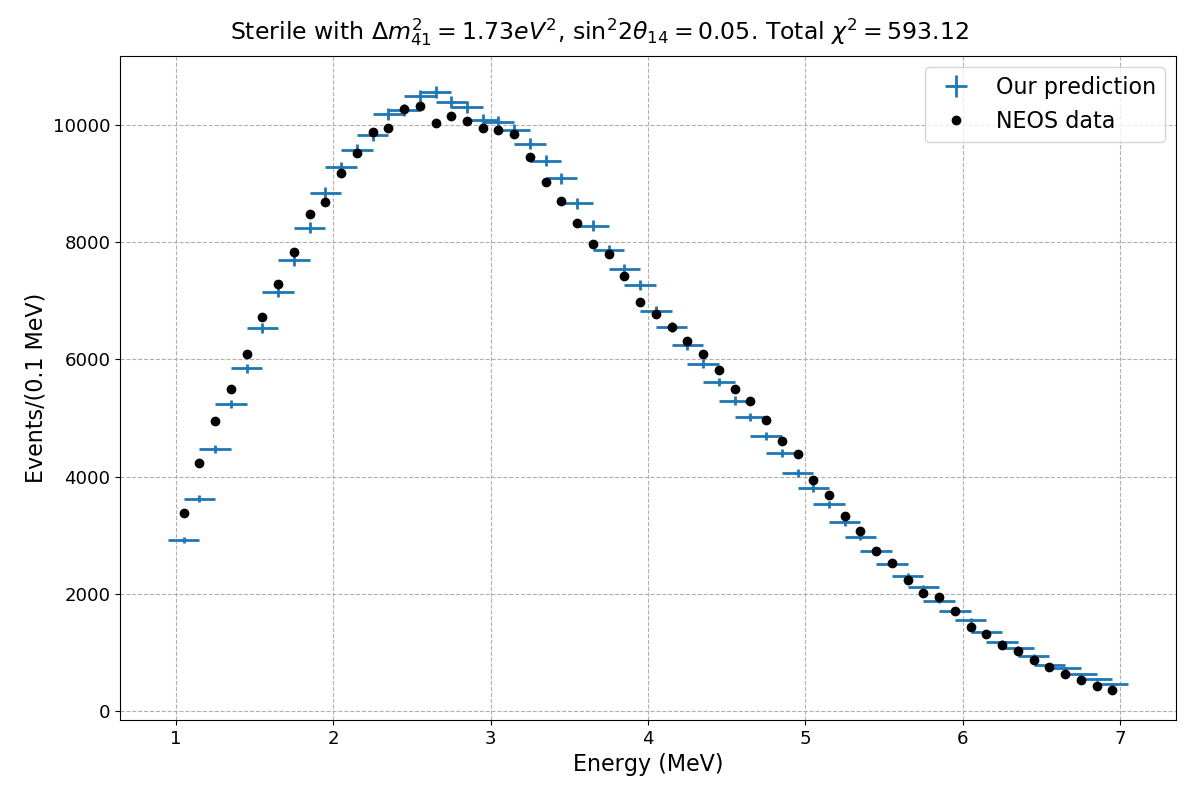 Sterile with Δm²₄₁ = 1.73eV², sin²2θ₁₄ = 0.05. Total χ² = 593.12
Our prediction
NEOS data
Events/(0.1 MeV)
10000
8000
6000
4000
2000
0
1 2 3 4 5 6 7
Energy (MeV)